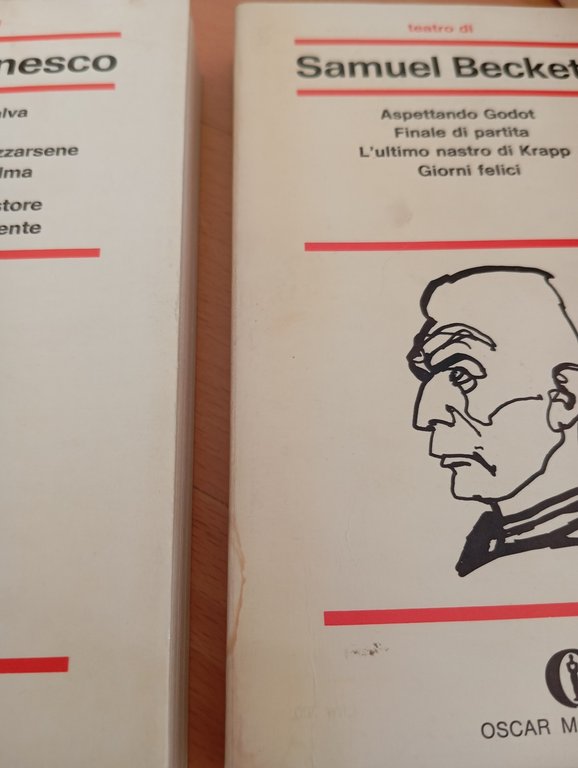 nesco
alva
zzarsene
lma
store
ente
teatro di
Samuel Becket
Aspettando Godot
Finale di partita
L'ultimo nastro di Krapp
Giorni felici
OSCAR M